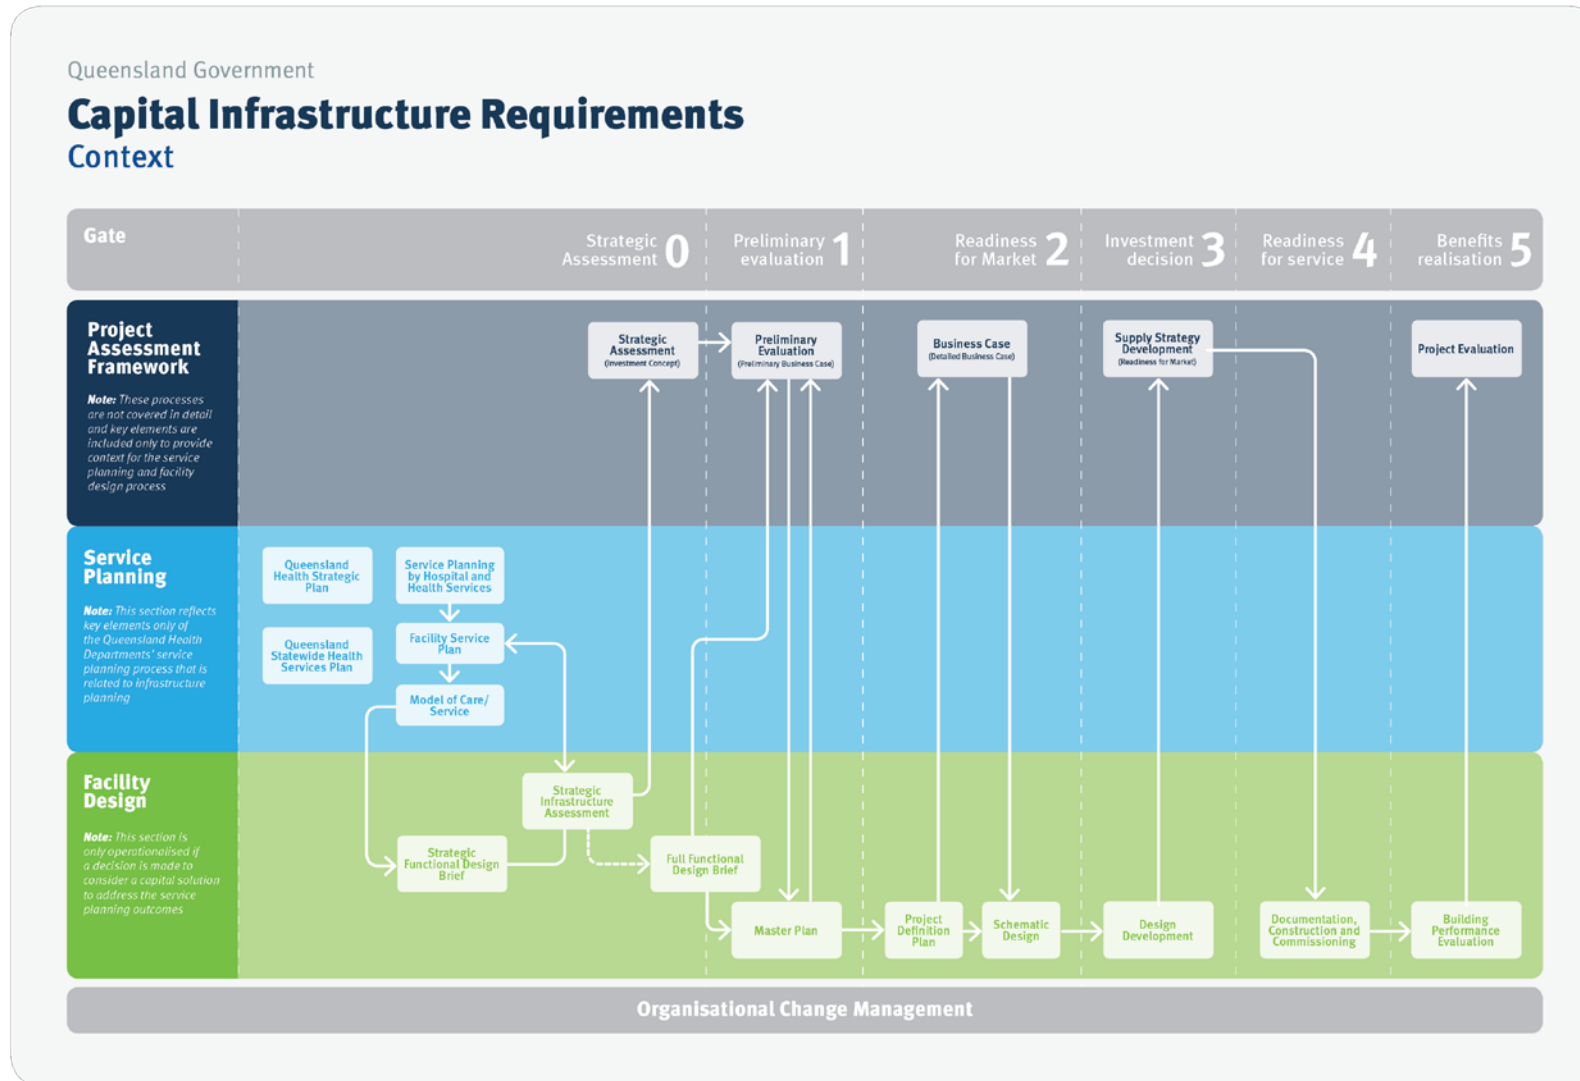 Queensland Government
Capital Infrastructure Requirements
Context
Gate
Strategic
Assessment 0
Preliminary
evaluation 1
Readiness
for Market 2
Investment
decision 3
Readiness
for service 4
Benefits
realisation 5
Project
Assessment
Framework
Note: These processes
are not covered in detail
and key elements are
included only to provide
context for the service
planning and facility
design process
Strategic
Assessment
(Investment Concept)
Preliminary
Evaluation
(Preliminary Business Case)
Business Case
(Detailed Business Case)
Supply Strategy
Development
(Readiness for Market)
Project Evaluation
Service
Planning
Note: This section reflects
key elements only of
the Queensland Health
Departments' service
planning process that is
related to infrastructure
planning
Queensland
Health Strategic
Plan
Service Planning
by Hospital and
Health Services
Queensland
Statewide Health
Services Plan
Facility Service
Plan
Model of Care/
Service
Facility
Design
Note: This section is
only operationalised if
a decision is made to
consider a capital solution
to address the service
planning outcomes
Strategic
Infrastructure
Assessment
Strategic
Functional Design
Brief
Full Functional
Design Brief
Master Plan
Project
Definition
Plan
Schematic
Design
Design
Development
Documentation,
Construction and
Commissioning
Building
Performance
Evaluation
Organisational Change Management